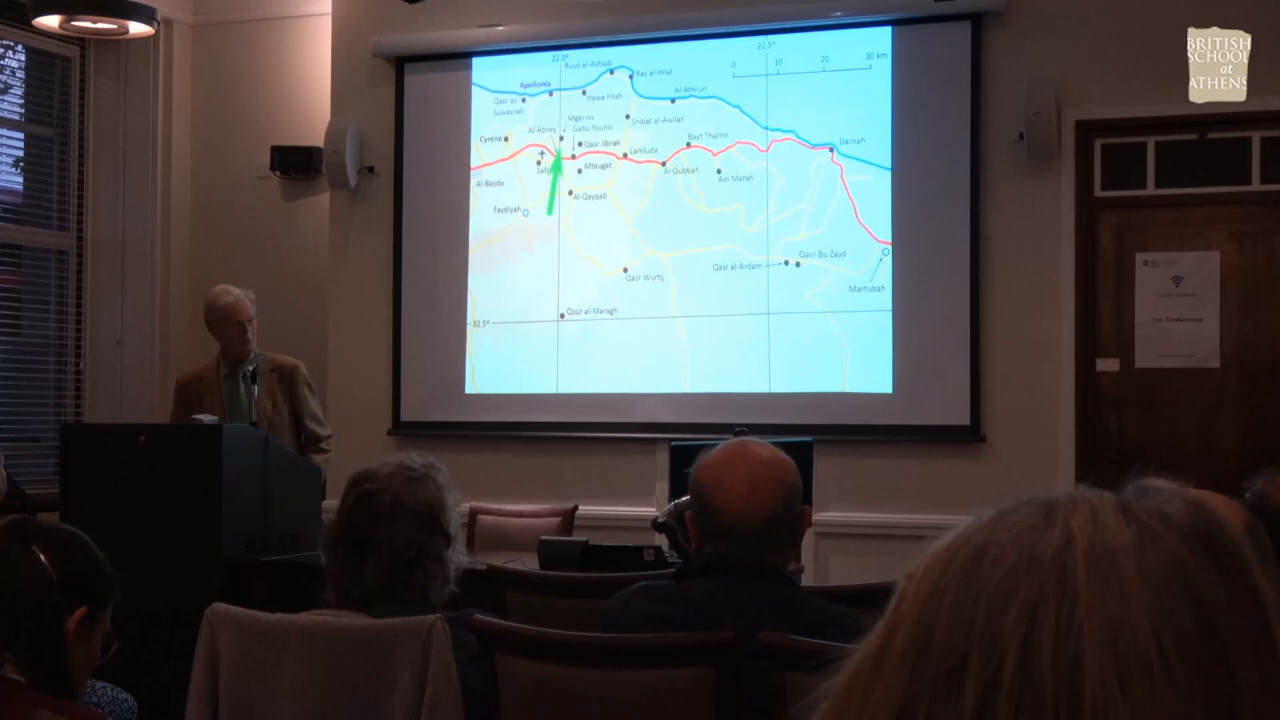 BRITISH
SCHOOL
at
ATHENS
22.0°
22.5°
0 10 20 30 km
Ras al-Hilal
Apollonia
Qasr as-
Suwayrah
Hawa Ftiah
Al-Athrun
Mgarnis
Snibat al-Awilah
Al-Abraq
Gabu Younis
Cyrene
Qasr Jibrah
Lamluda
Bayt Thamir
Darnah
Mtaugat
Al-Qubbah
Ain Marah
Al-Bayda
Al-Qayqab
Faydiyah
Qasr Bu Zayd
Qasr al-Ardam
Qasr Wurtij
Martubah
Qsur al-Maragh
32.5°